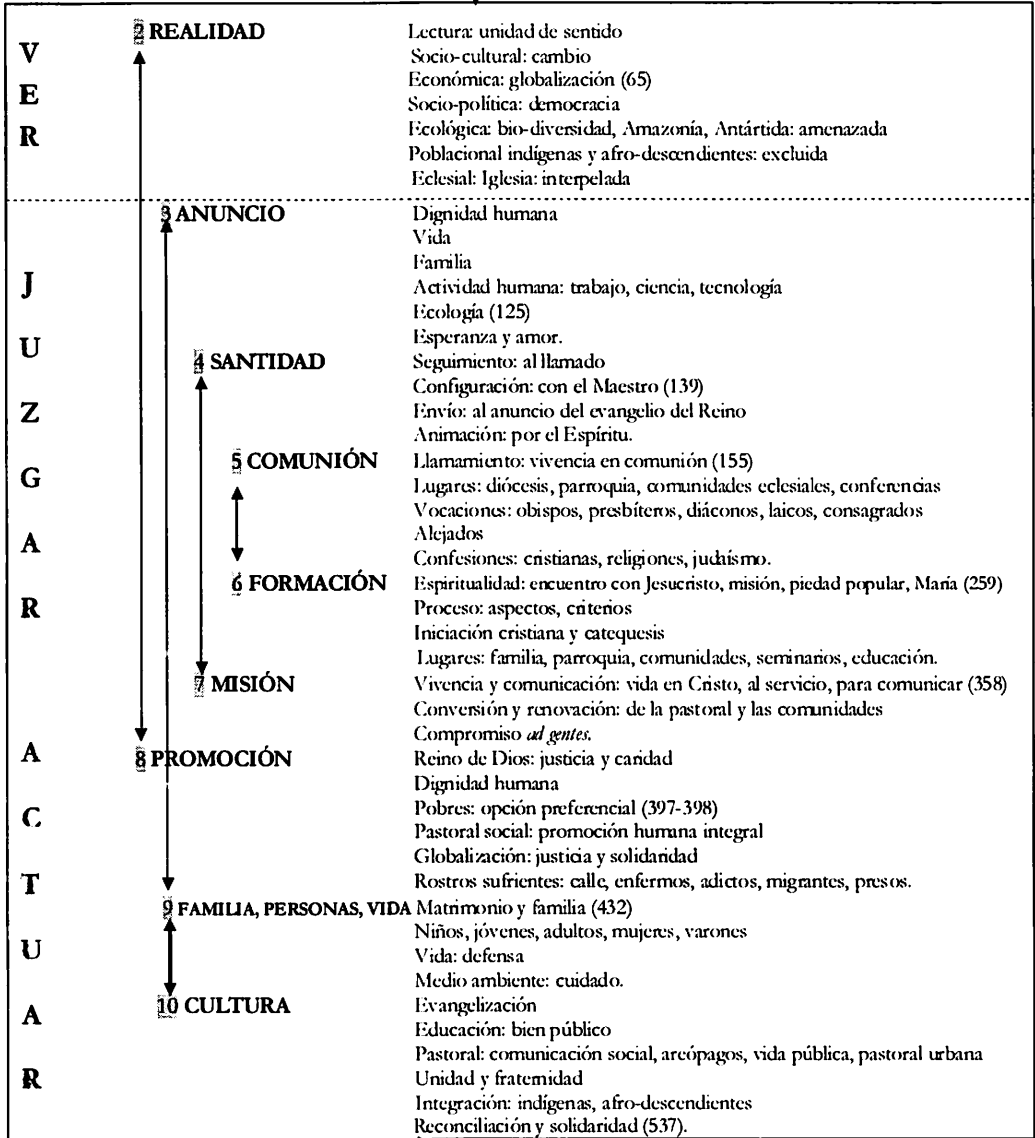 V
E
R
2 REALIDAD Lectura: unidad de sentido
Socio-cultural: cambio
Económica: globalización (65)
Socio-política: democracia
Ecológica: bio-diversidad, Amazonía, Antártida: amenazada
Poblacional indígenas y afro-descendientes: excluida
Eclesial: Iglesia: interpelada
J
U
Z
G
A
R
3 ANUNCIO Dignidad humana
Vida
Familia
Actividad humana: trabajo, ciencia, tecnología
Ecología (125)
Esperanza y amor.
4 SANTIDAD Seguimiento: al llamado
Configuración: con el Maestro (139)
Envío: al anuncio del evangelio del Reino
Animación: por el Espíritu.
5 COMUNIÓN Llamamiento: vivencia en comunión (155)
Lugares: diócesis, parroquia, comunidades eclesiales, conferencias
Vocaciones: obispos, presbíteros, diáconos, laicos, consagrados
Alejados
Confesiones: cristianas, religiones, judaísmo.
6 FORMACIÓN Espiritualidad: encuentro con Jesucristo, misión, piedad popular, María (259)
Proceso: aspectos, criterios
Iniciación cristiana y catequesis
Lugares: familia, parroquia, comunidades, seminarios, educación.
7 MISIÓN Vivencia y comunicación: vida en Cristo, al servicio, para comunicar (358)
Conversión y renovación: de la pastoral y las comunidades
Compromiso ad gentes.
A
C
T
U
A
R
8 PROMOCIÓN Reino de Dios: justicia y caridad
Dignidad humana
Pobres: opción preferencial (397-398)
Pastoral social: promoción humana integral
Globalización: justicia y solidaridad
Rostros sufrientes: calle, enfermos, adictos, migrantes, presos.
9 FAMILIA, PERSONAS, VIDA Matrimonio y familia (432)
Niños, jóvenes, adultos, mujeres, varones
Vida: defensa
Medio ambiente: cuidado.
10 CULTURA Evangelización
Educación: bien público
Pastoral: comunicación social, areópagos, vida pública, pastoral urbana
Unidad y fraternidad
Integración: indígenas, afro-descendientes
Reconciliación y solidaridad (537).